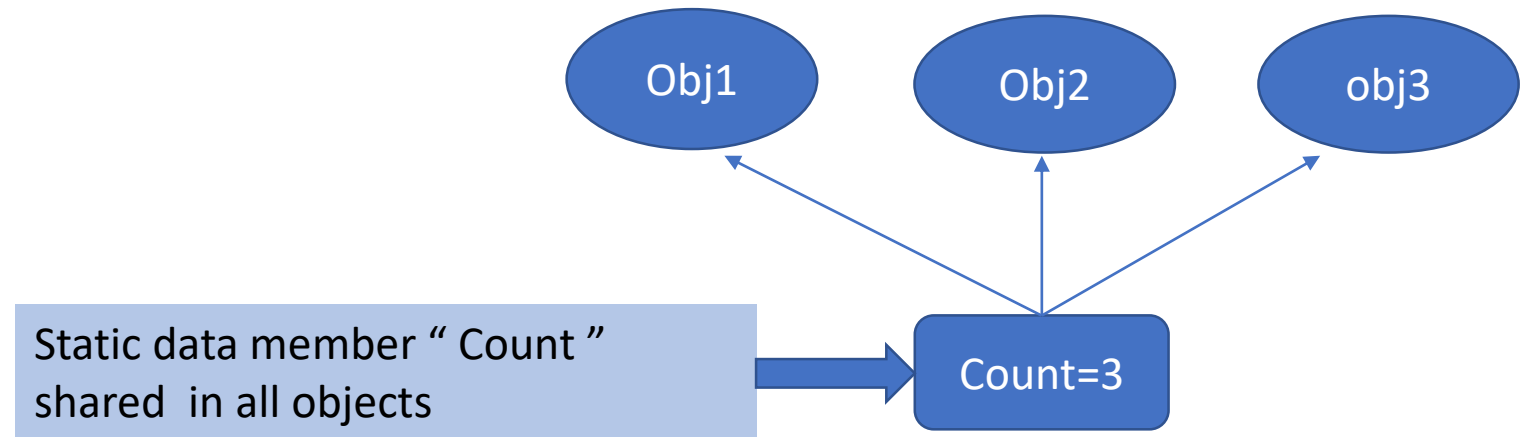 Obj1
Obj2
obj3
Static data member “ Count ”
shared  in all objects
Count=3